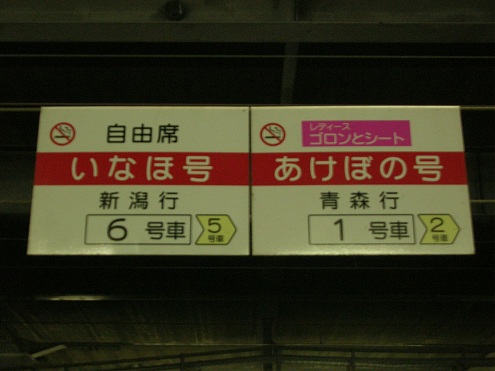 自由席
いなほ号
新潟行
6 号車
5
号車
レディース
ゴロンとシート
あけぼの号
青森行
1 号車
2
号車